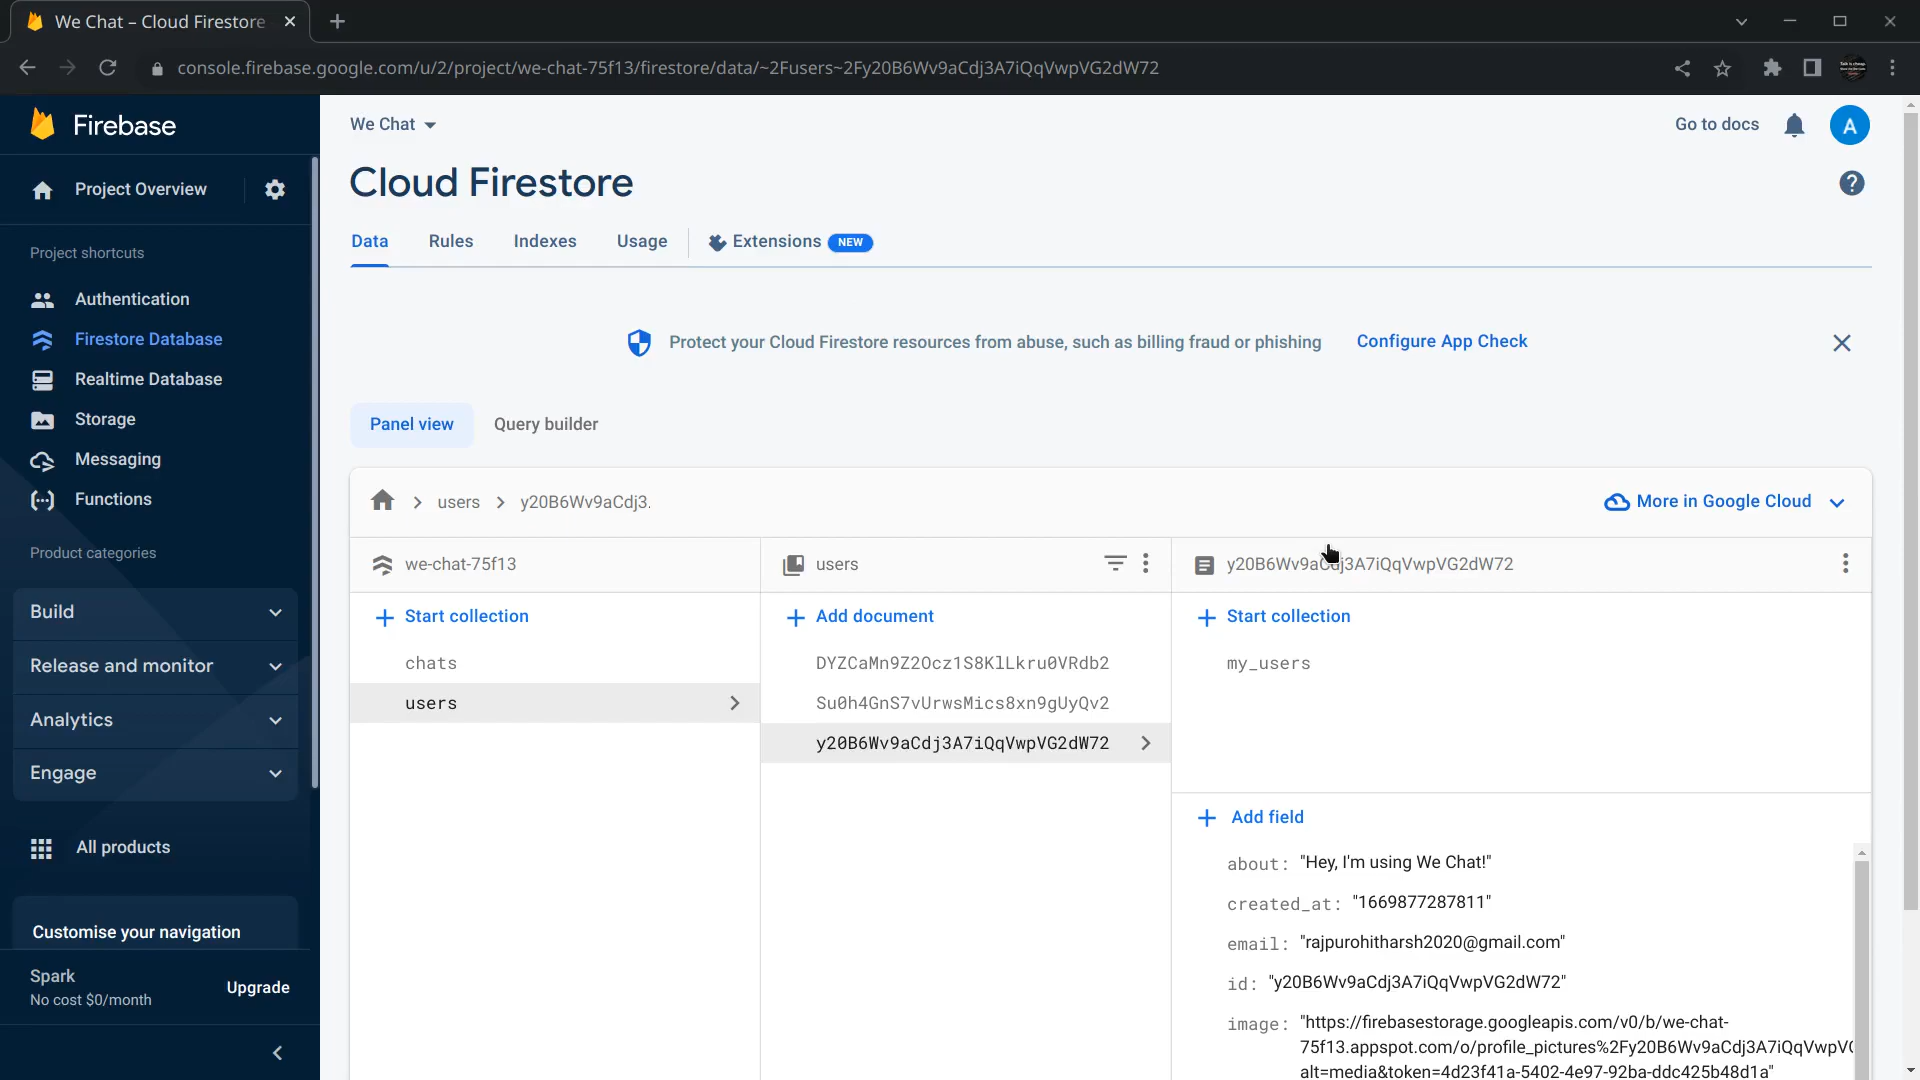 We Chat – Cloud Firestore
console.firebase.google.com/u/2/project/we-chat-75f13/firestore/data/~2Fusers~2Fy20B6Wv9aCdj3A7iQqVwpVG2dW72
Firebase
We Chat
Go to docs
A
Project Overview
Cloud Firestore
Data Rules Indexes Usage Extensions NEW
Project shortcuts
Authentication
Firestore Database
Realtime Database
Storage
Messaging
Functions
Product categories
Build
Release and monitor
Analytics
Engage
All products
Customise your navigation
Spark
No cost $0/month
Upgrade
Protect your Cloud Firestore resources from abuse, such as billing fraud or phishing Configure App Check
Panel view Query builder
users y20B6Wv9aCdj3.
More in Google Cloud
we-chat-75f13
Start collection
chats
users
users
Add document
DYZCaMn9Z2Ocz1S8KlLkru0VRdb2
Su0h4GnS7vUrwsMics8xn9gUyQv2
y20B6Wv9aCdj3A7iQqVwpVG2dW72
y20B6Wv9aCdj3A7iQqVwpVG2dW72
Start collection
my_users
Add field
about: "Hey, I'm using We Chat!"
created_at: "1669877287811"
email: "rajpurohitharsh2020@gmail.com"
id: "y20B6Wv9aCdj3A7iQqVwpVG2dW72"
image: "https://firebasestorage.googleapis.com/v0/b/we-chat-
75f13.appspot.com/o/profile_pictures%2Fy20B6Wv9aCdj3A7iQqVwpV
alt=media&token=4d23f41a-5402-4e97-92ba-ddc425b48d1a"